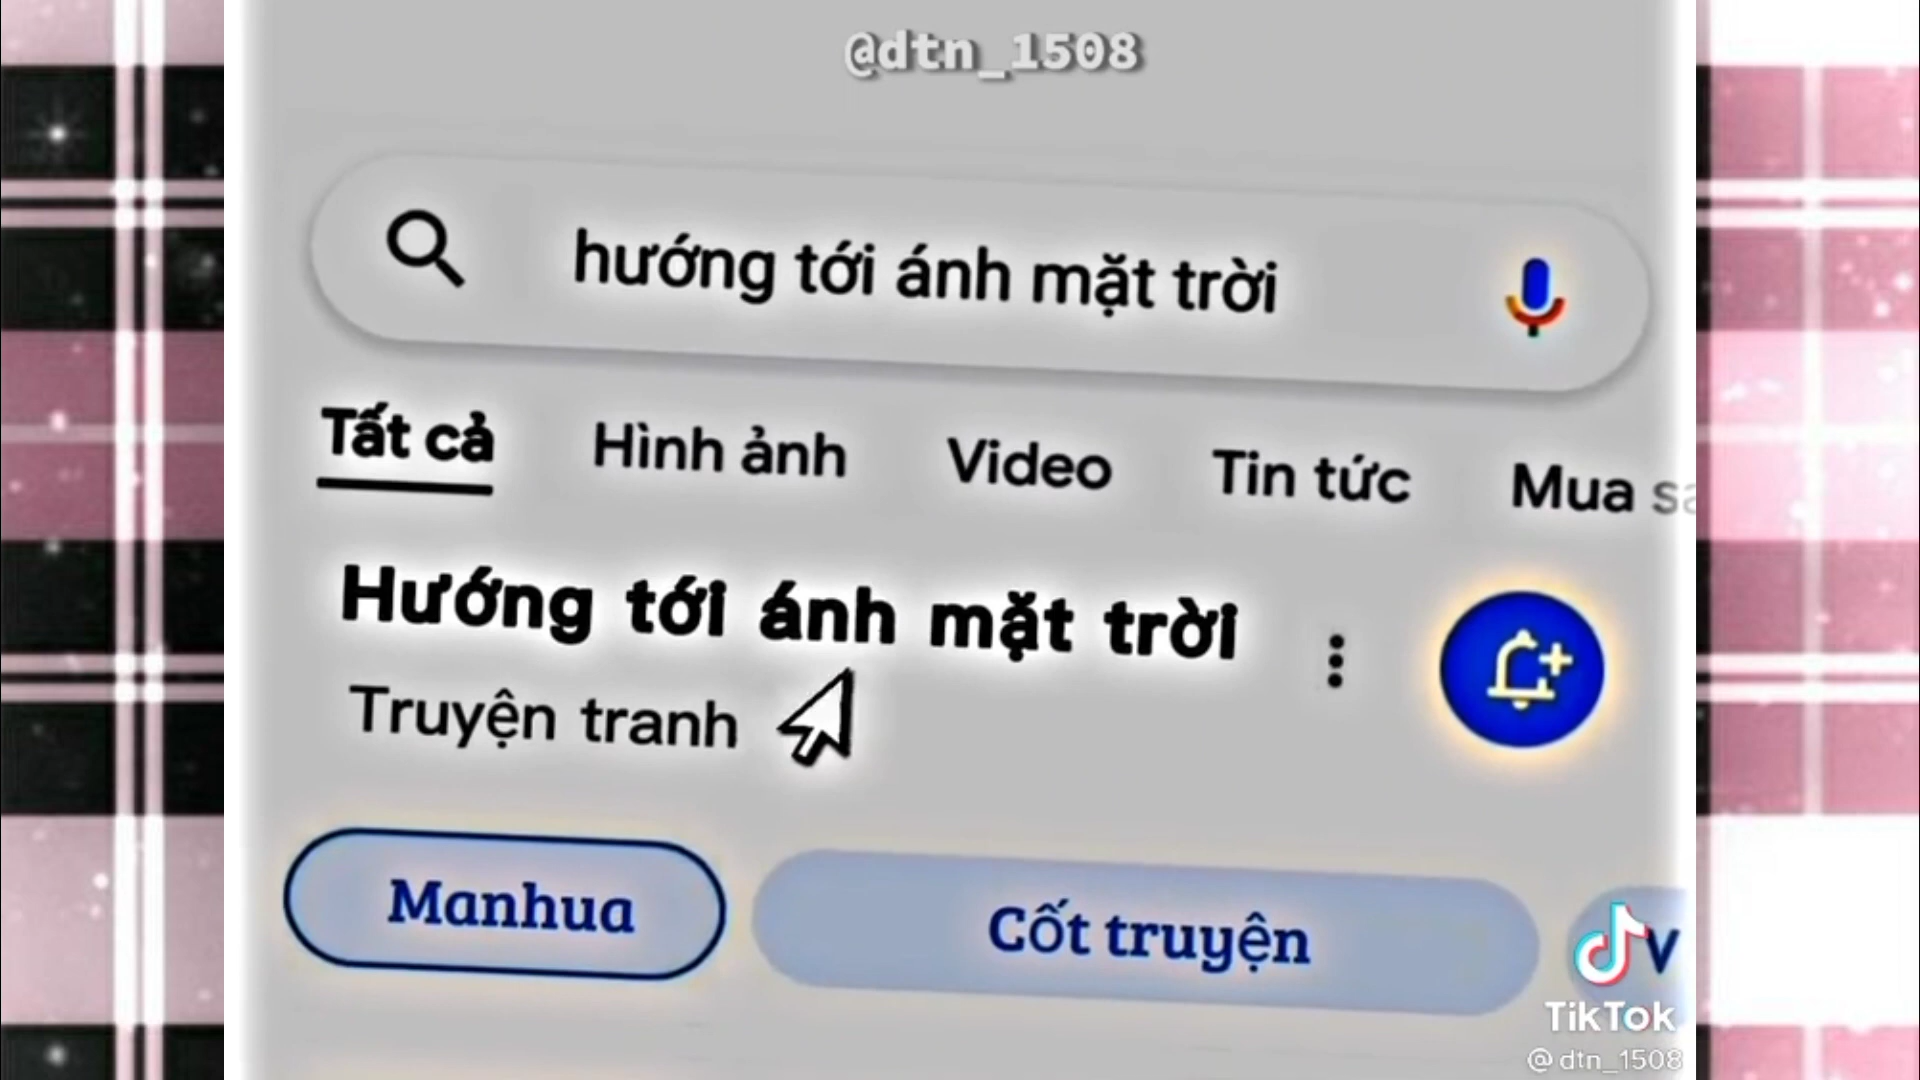 @dtn_1508
hướng tới ánh mặt trời
Tất cả Hình ảnh Video Tin tức Mua
Hướng tới ánh mặt trời
Truyện tranh
Manhua Cốt truyện V
TikTok
@dtn_1508